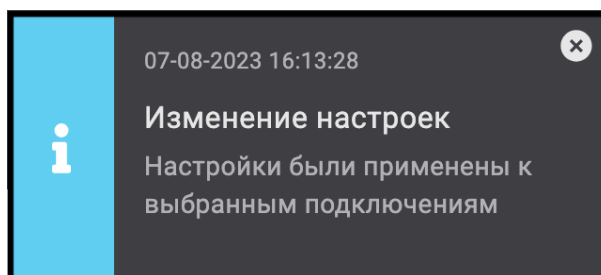 07-08-2023 16:13:28
Изменение настроек
Настройки были применены к
выбранным подключениям